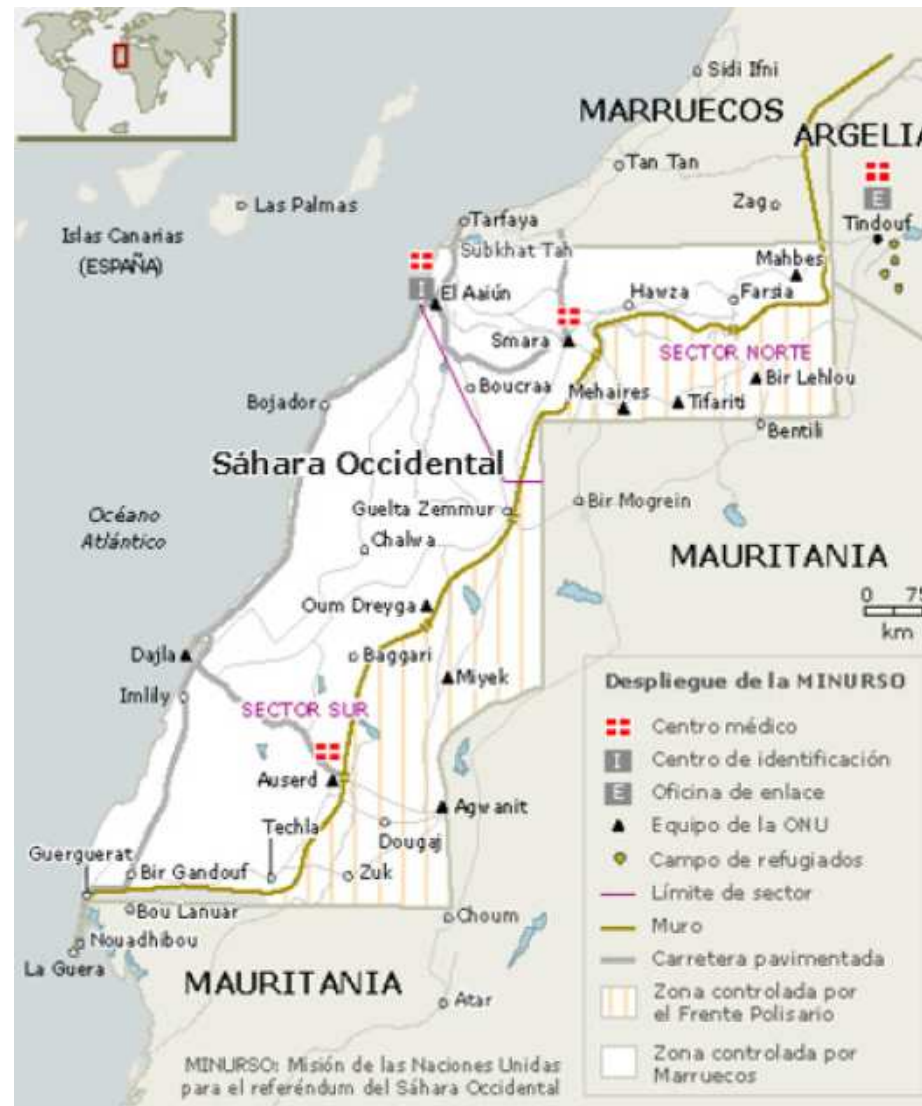 Sidi Ifni
MARRUECOS
ARGELIA
Tan Tan
Zag
Las Palmas
Tindouf
Islas Canarias
(ESPAÑA)
Tarfaya
Subkhat Tah
Mahbes
El Aaiún
I
E
Hawza
Farsia
Smara
SECTOR NORTE
Boucraa
Bir Lehlou
Mehaires
Tifariti
Bojador
Bentili
Sáhara Occidental
Océano
Atlántico
Guelta Zemmur
Bir Mogrein
Chalwa
MAURITANIA
Oum Dreyga
0 75
km
Dajla
Baggari
Miyek
Imlily
SECTOR SUR
Auserd
Agwanit
Techla
Dougaj
Guerguerat
Bir Gandouf
Zuk
Bou Lanuar
Choum
Nouadhibou
La Guera
MAURITANIA
Atar
MINURSO: Misión de las Naciones Unidas
para el referéndum del Sáhara Occidental
Despliegue de la MINURSO
Centro médico
I Centro de identificación
E Oficina de enlace
Equipo de la ONU
Campo de refugiados
Límite de sector
Muro
Carretera pavimentada
Zona controlada por
el Frente Polisario
Zona controlada por
Marruecos